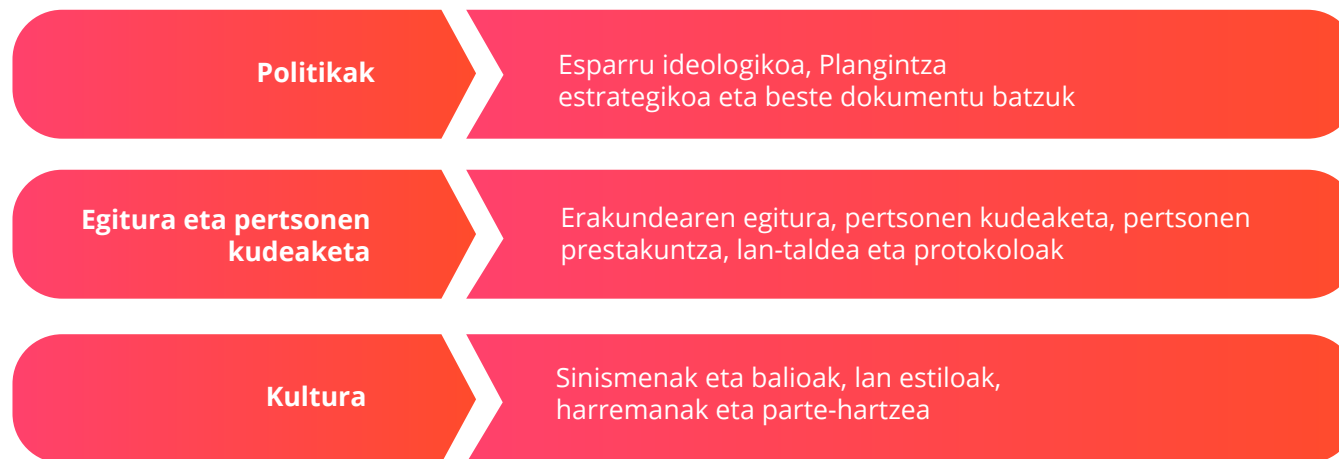 Politikak
Esparru ideologikoa, Plangintza
estrategikoa eta beste dokumentu batzuk
Egitura eta pertsonen
kudeaketa
Erakundearen egitura, pertsonen kudeaketa, pertsonen
prestakuntza, lan-taldea eta protokoloak
Kultura
Sinismenak eta balioak, lan estiloak,
harremanak eta parte-hartzea